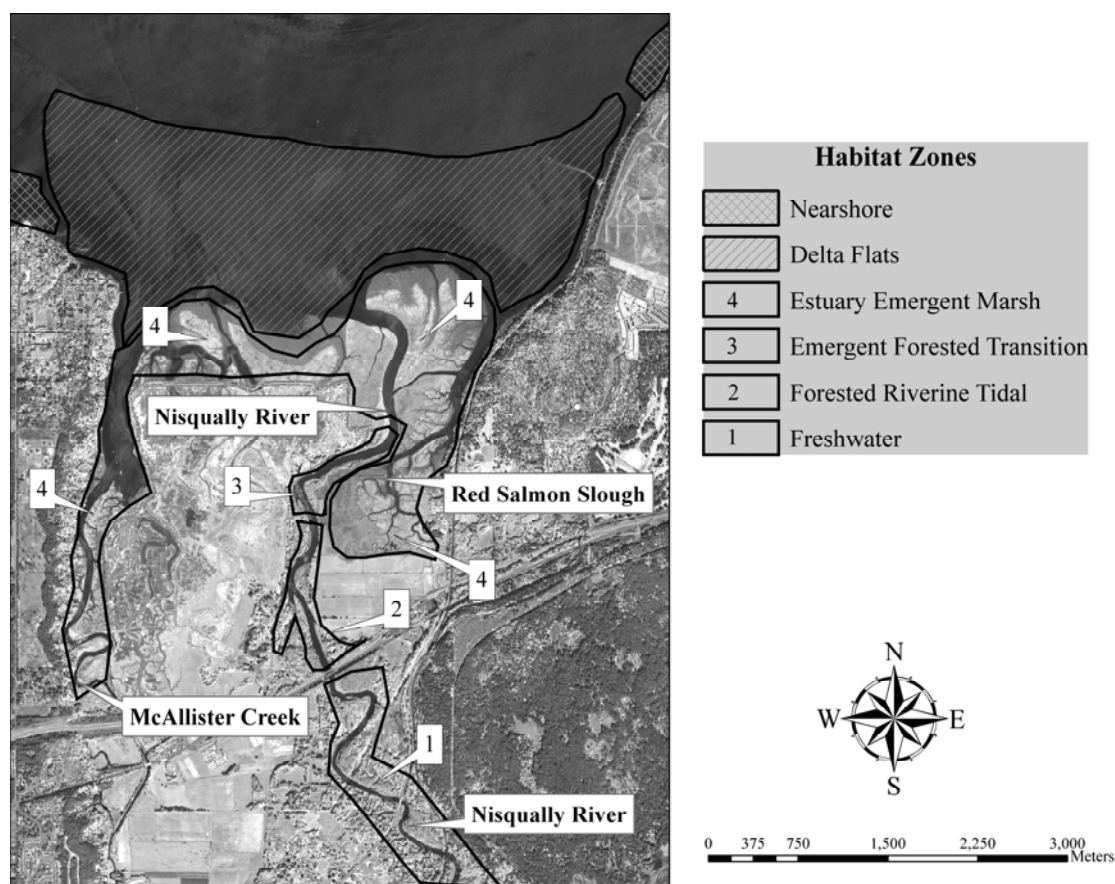 4
4
Nisqually River
3
Red Salmon Slough
4
4
2
McAllister Creek
1
Nisqually River
Habitat Zones
Nearshore
Delta Flats
4 Estuary Emergent Marsh
3 Emergent Forested Transition
2 Forested Riverine Tidal
1 Freshwater
N
W E
S
0 375 750 1,500 2,250 3,000
Meters